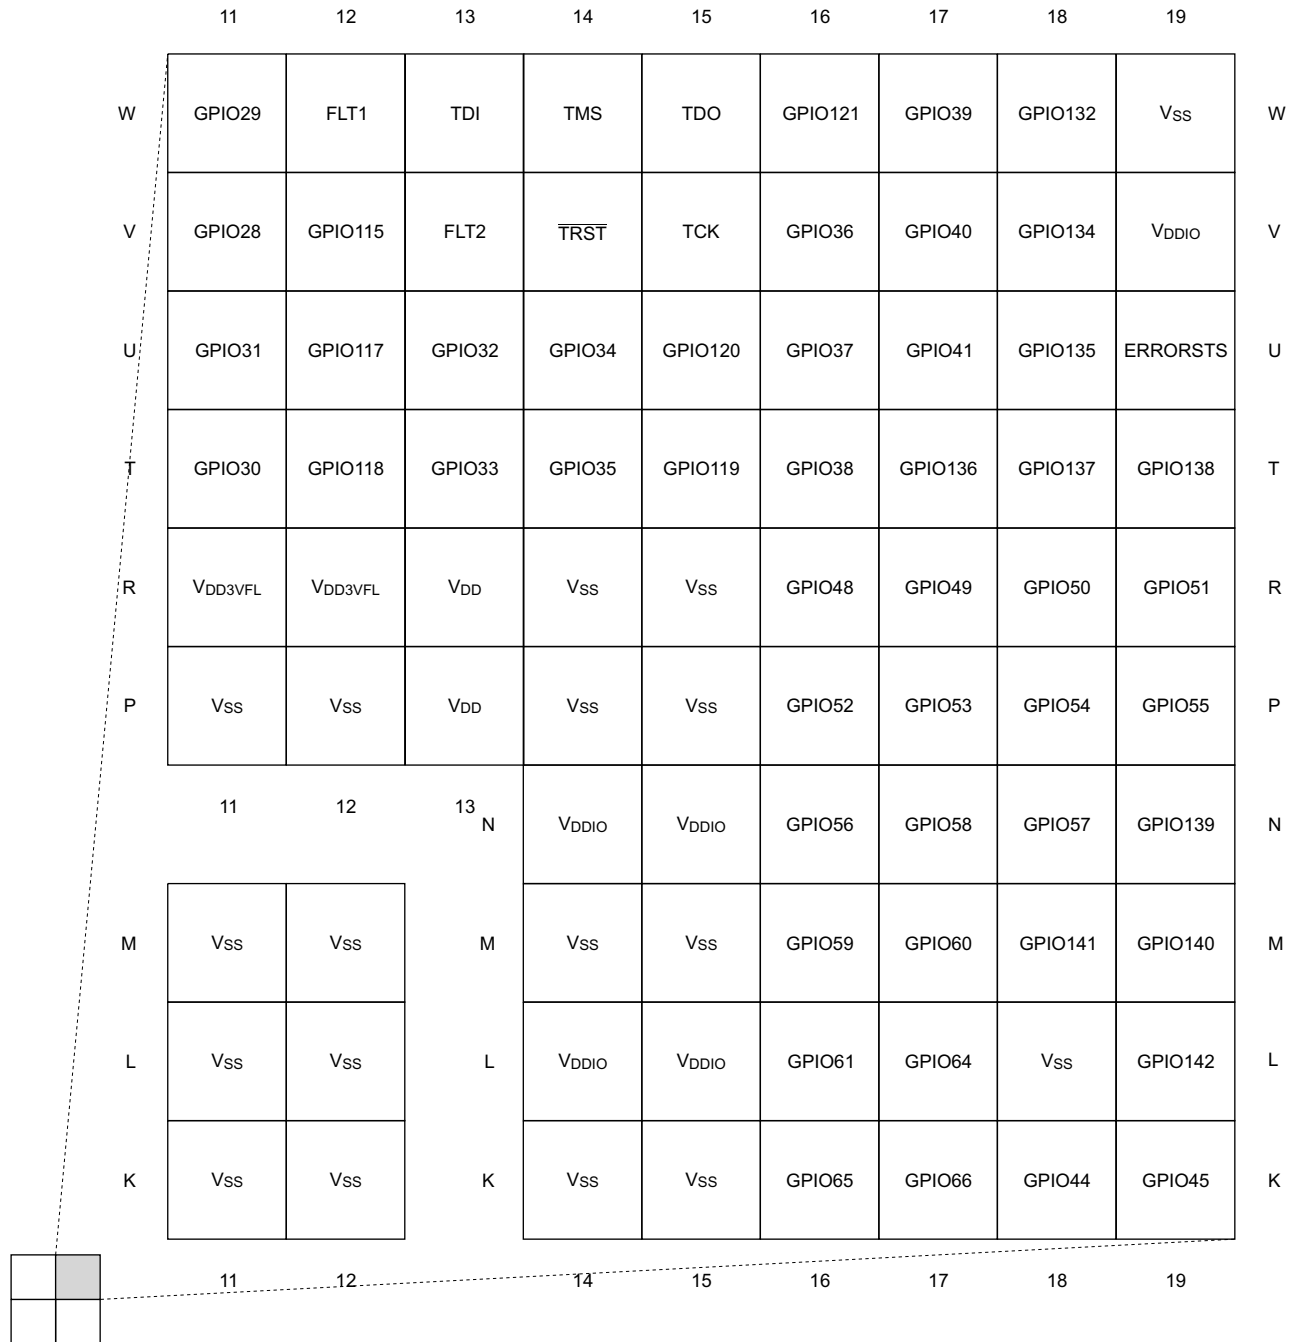 11 12 13 14 15 16 17 18 19
W GPIO29 FLT1 TDI TMS TDO GPIO121 GPIO39 GPIO132 VSS W
V GPIO28 GPIO115 FLT2 T̅R̅S̅T̅ TCK GPIO36 GPIO40 GPIO134 VDDIO V
U GPIO31 GPIO117 GPIO32 GPIO34 GPIO120 GPIO37 GPIO41 GPIO135 ERRORSTS U
T GPIO30 GPIO118 GPIO33 GPIO35 GPIO119 GPIO38 GPIO136 GPIO137 GPIO138 T
R VDD3VFL VDD3VFL VDD VSS VSS GPIO48 GPIO49 GPIO50 GPIO51 R
P VSS VSS VDD VSS VSS GPIO52 GPIO53 GPIO54 GPIO55 P
11 12 13
N VDDIO VDDIO GPIO56 GPIO58 GPIO57 GPIO139 N
M VSS VSS M VSS VSS GPIO59 GPIO60 GPIO141 GPIO140 M
L VSS VSS L VDDIO VDDIO GPIO61 GPIO64 VSS GPIO142 L
K VSS VSS K VSS VSS GPIO65 GPIO66 GPIO44 GPIO45 K
11 12 14 15 16 17 18 19